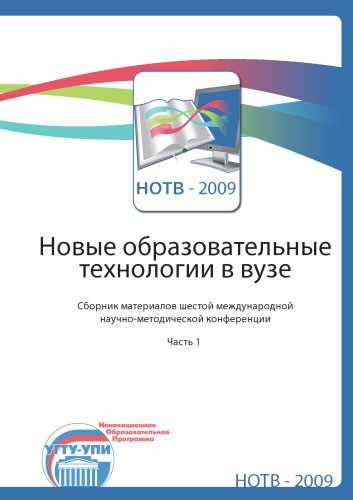 НОТВ - 2009
Новые образовательные
технологии в вузе
Сборник материалов шестой международной
научно-методической конференции
Часть 1
Инновационная
Образовательная
Программа
УГТУ-УПИ
НОТВ - 2009